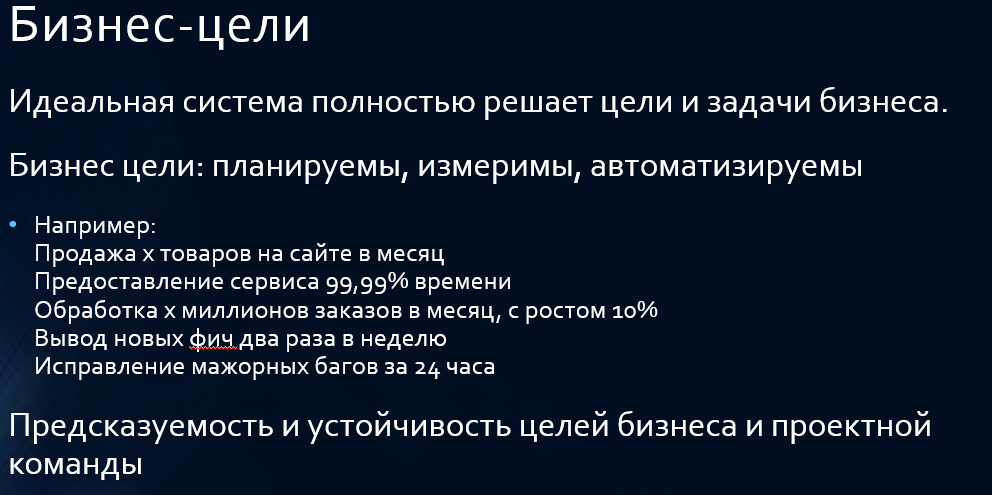 Бизнес-цели
Идеальная система полностью решает цели и задачи бизнеса.
Бизнес цели: планируемы, измеримы, автоматизируемы
• Например:
Продажа x товаров на сайте в месяц
Предоставление сервиса 99,99% времени
Обработка x миллионов заказов в месяц, с ростом 10%
Вывод новых фич два раза в неделю
Исправление мажорных багов за 24 часа
Предсказуемость и устойчивость целей бизнеса и проектной
команды